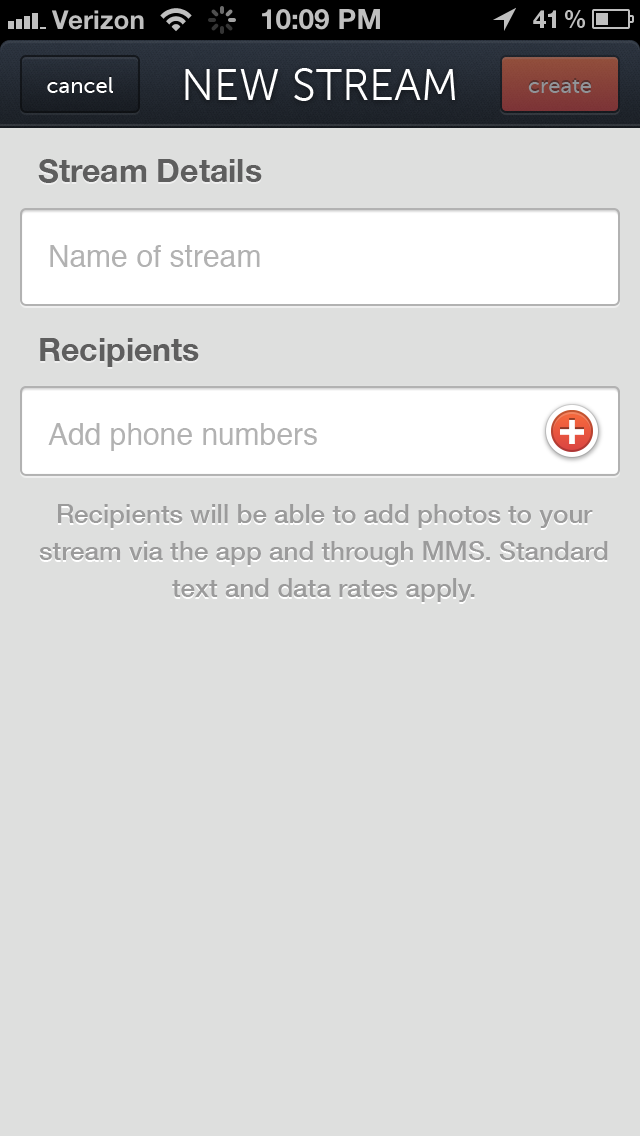 Verizon 10:09 PM 41 %
cancel NEW STREAM create
Stream Details
Name of stream
Recipients
Add phone numbers
Recipients will be able to add photos to your
stream via the app and through MMS. Standard
text and data rates apply.